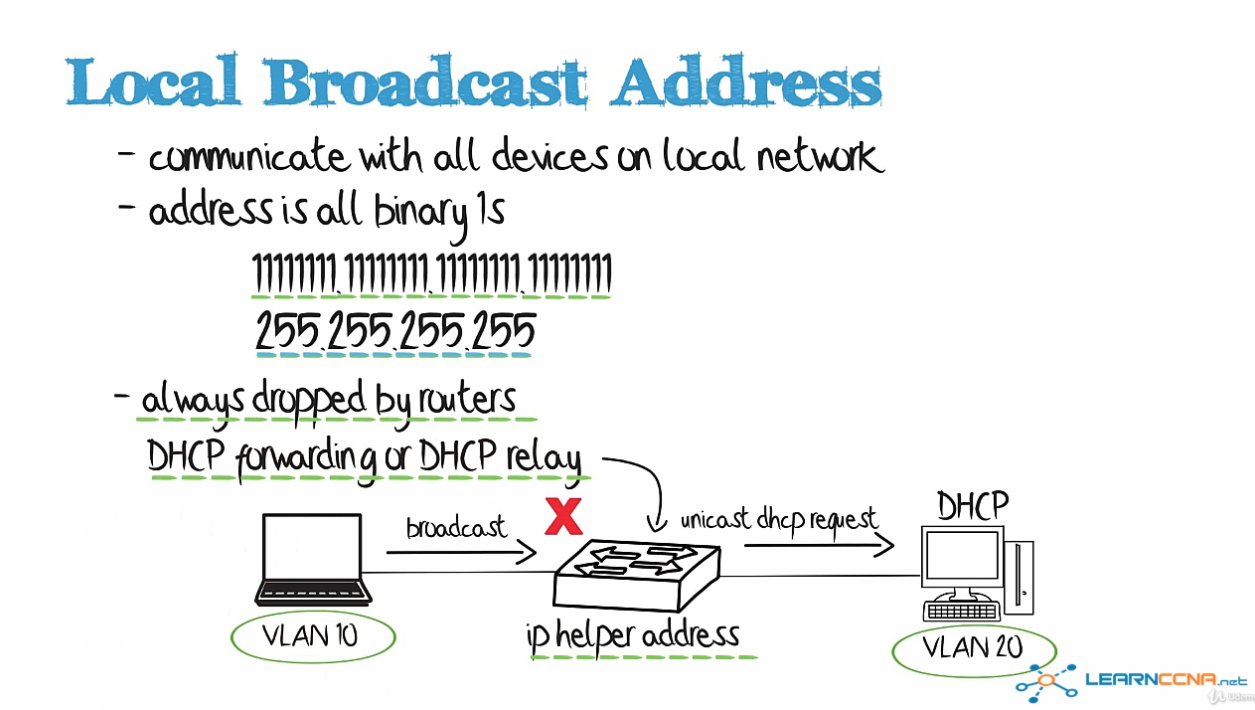 Local Broadcast Address
- communicate with all devices on local network
- address is all binary 1s
11111111.11111111.11111111.11111111
255.255.255.255
- always dropped by routers
DHCP forwarding or DHCP relay
broadcast
X
unicast dhcp request
DHCP
VLAN 10
ip helper address
VLAN 20
LEARNCCNA.net
Udemy